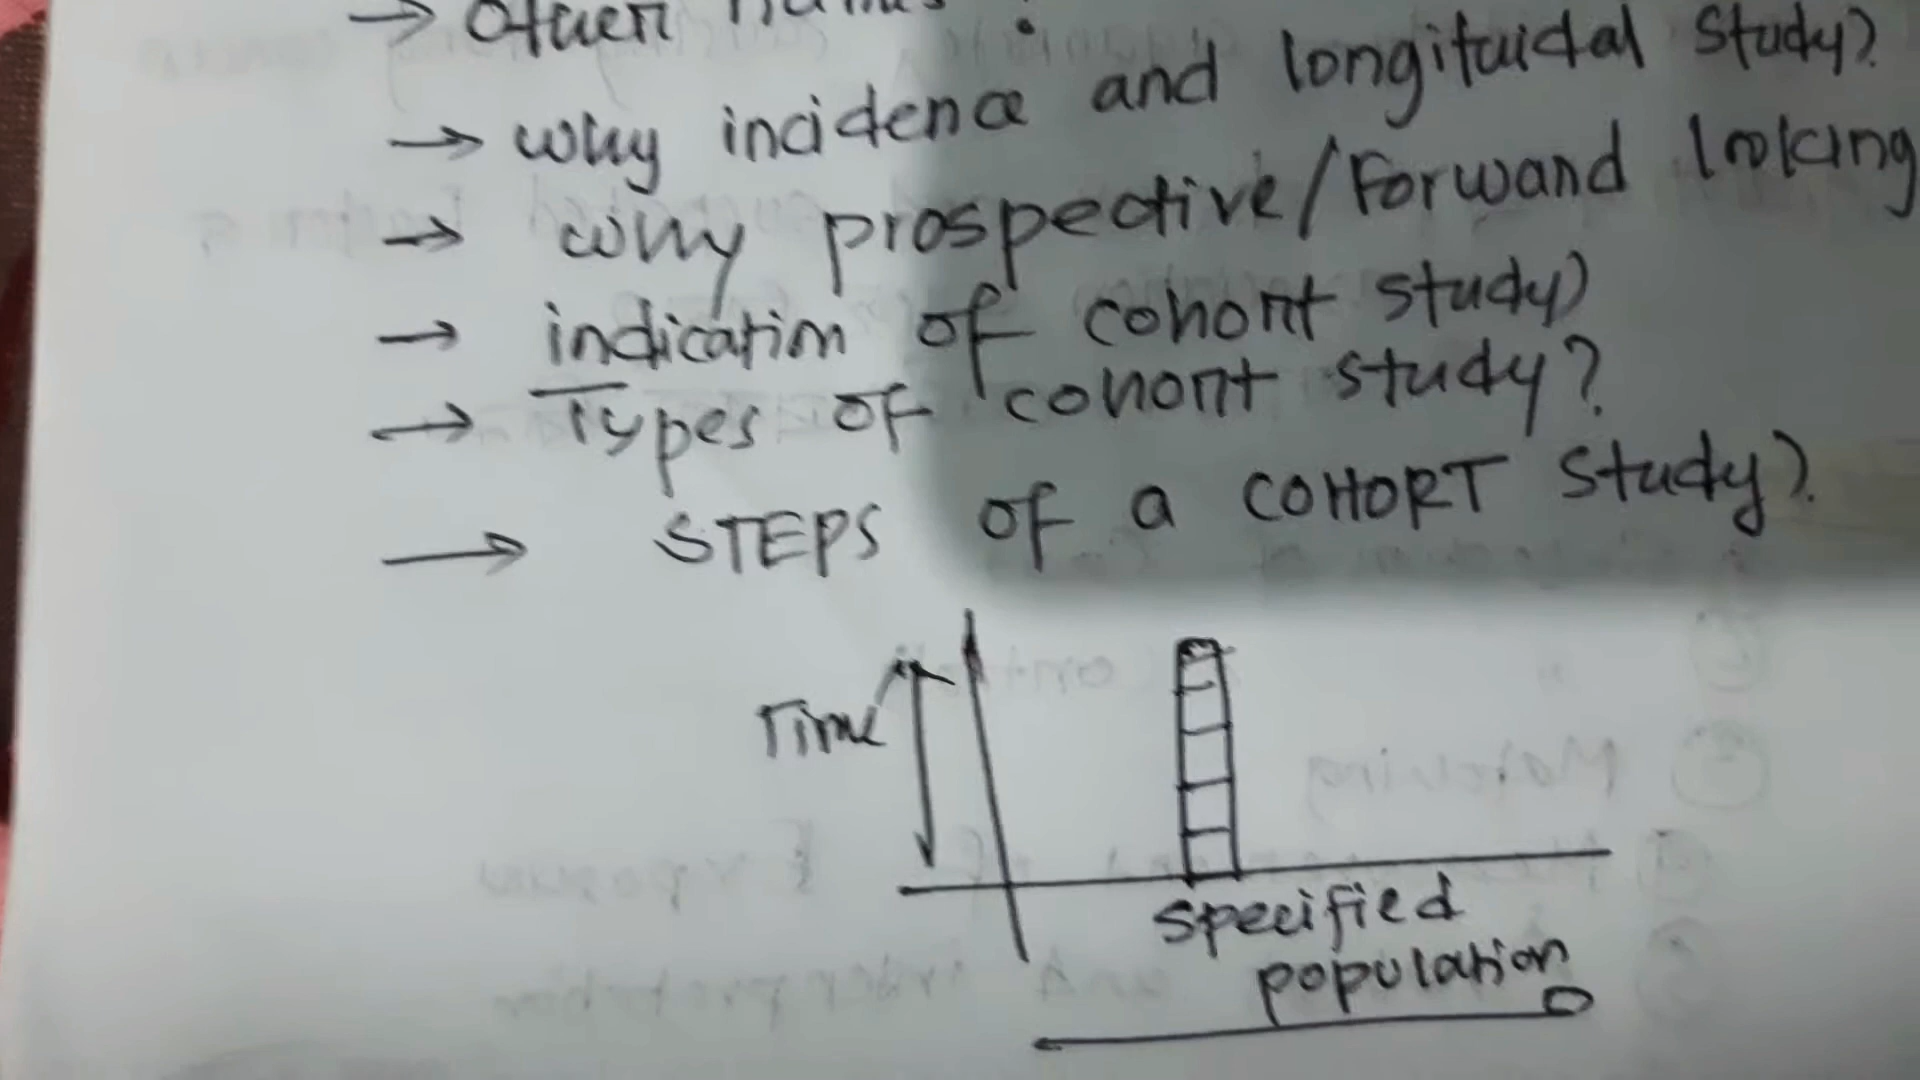 → Other names
→ why incidence and longituidal study?
→ why prospective/Forward looking
→ indication of cohort study?
→ Types of cohort study?
→ STEPS of a COHORT study?
Time
specified
population